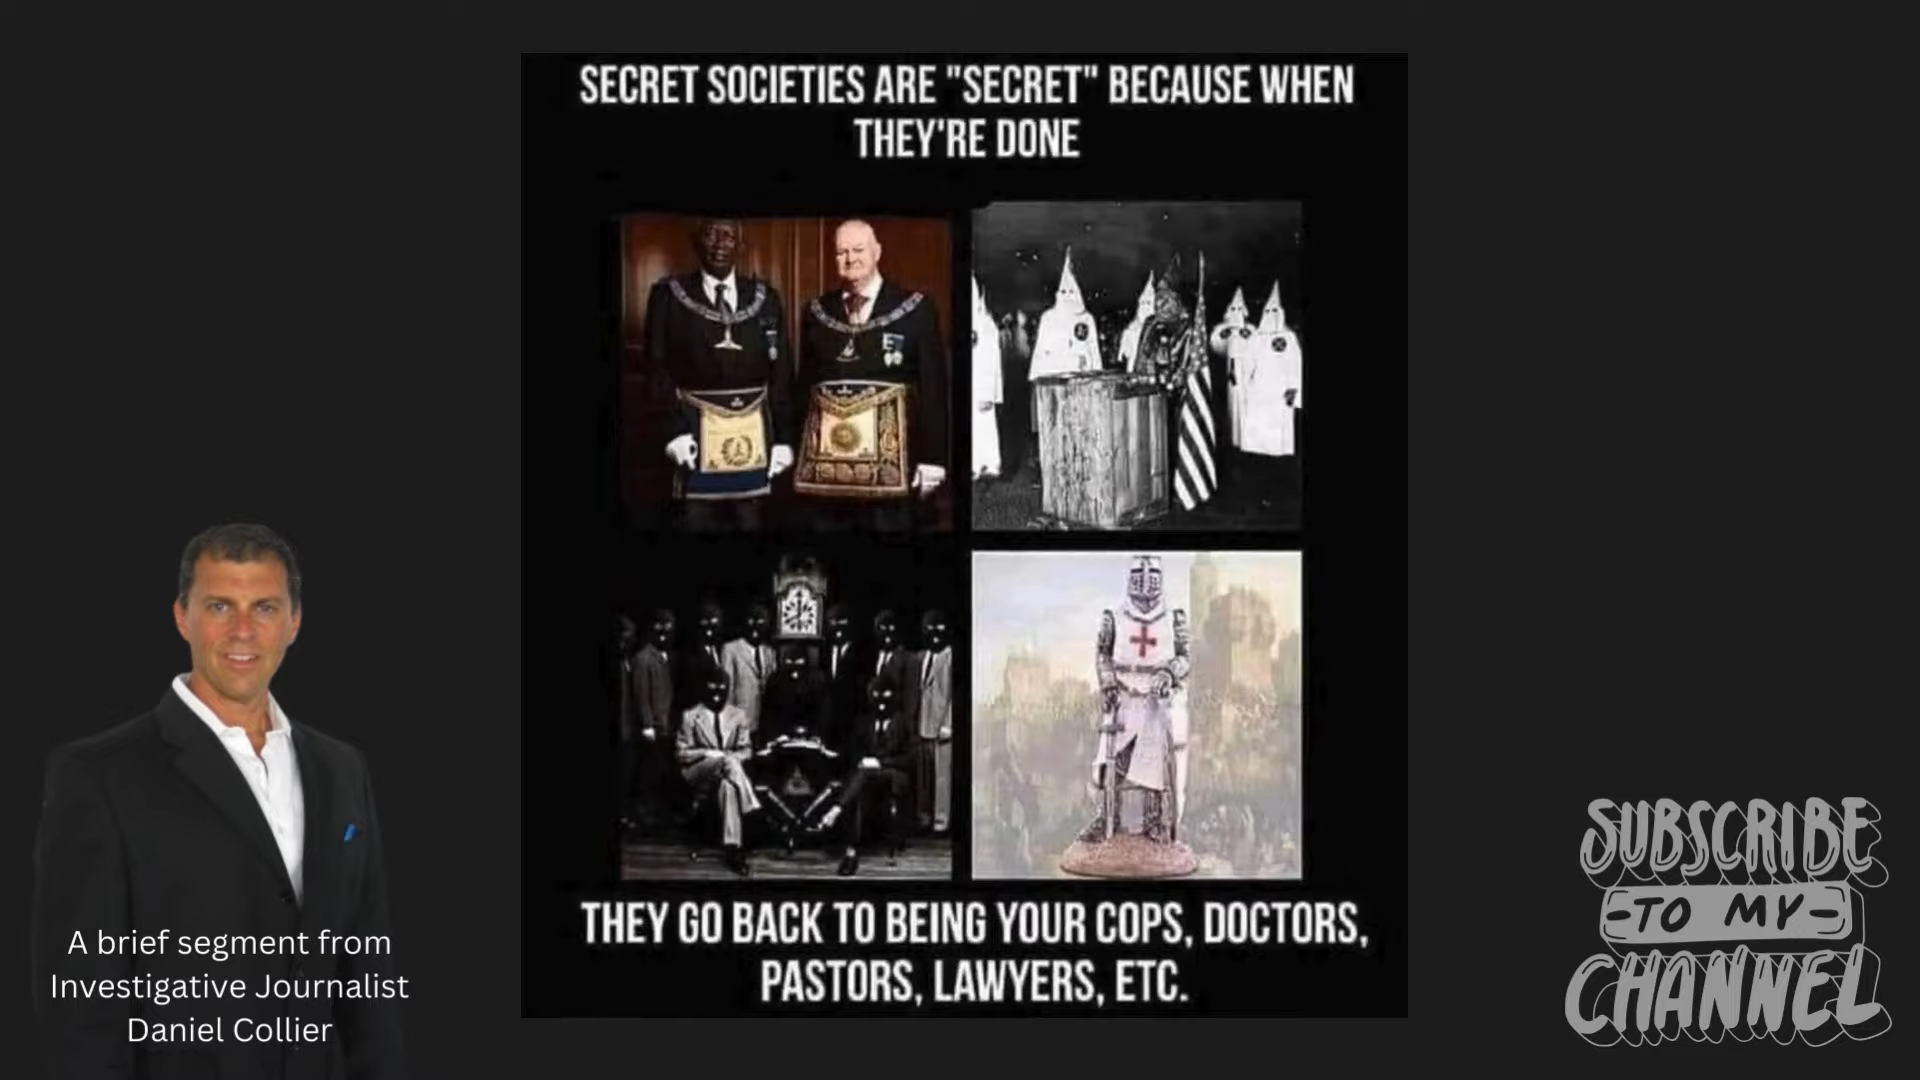 SECRET SOCIETIES ARE "SECRET" BECAUSE WHEN
THEY'RE DONE
THEY GO BACK TO BEING YOUR COPS, DOCTORS,
PASTORS, LAWYERS, ETC.
A brief segment from
Investigative Journalist
Daniel Collier
SUBSCRIBE
-TO MY-
CHANNEL